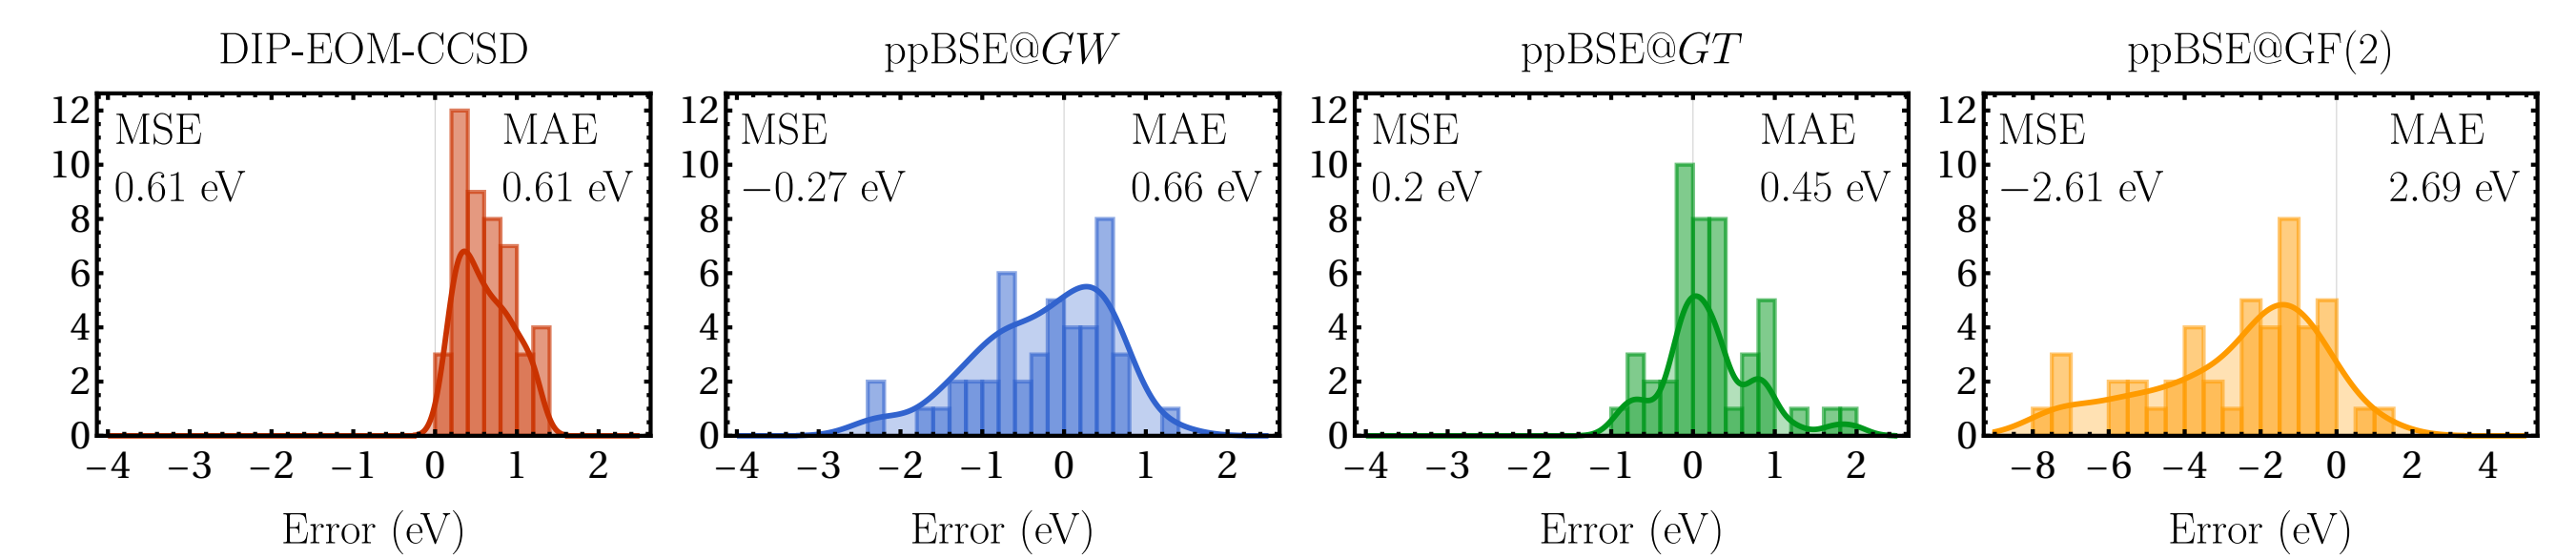 DIP-EOM-CCSD
MSE
0.61 eV
MAE
0.61 eV
12
10
8
6
4
2
0
−4 −3 −2 −1 0 1 2
Error (eV)
ppBSE@GW
MSE
−0.27 eV
MAE
0.66 eV
12
10
8
6
4
2
0
−4 −3 −2 −1 0 1 2
Error (eV)
ppBSE@GT
MSE
0.2 eV
MAE
0.45 eV
12
10
8
6
4
2
0
−4 −3 −2 −1 0 1 2
Error (eV)
ppBSE@GF(2)
MSE
−2.61 eV
MAE
2.69 eV
12
10
8
6
4
2
0
−8 −6 −4 −2 0 2 4
Error (eV)